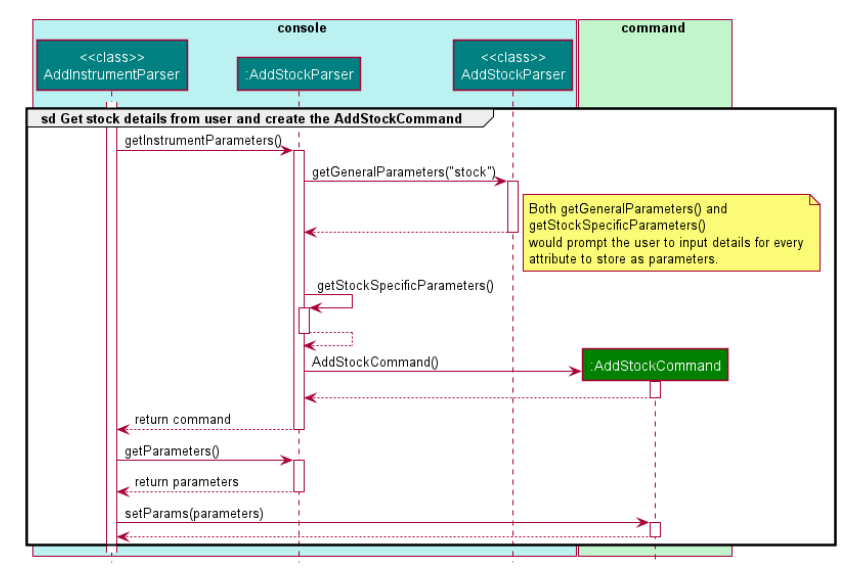 console
command
<<class>>
AddInstrumentParser
:AddStockParser
<<class>>
AddStockParser
sd Get stock details from user and create the AddStockCommand
getInstrumentParameters()
getGeneralParameters("stock")
Both getGeneralParameters() and
getStockSpecificParameters()
would prompt the user to input details for every
attribute to store as parameters.
getStockSpecificParameters()
AddStockCommand()
:AddStockCommand
return command
getParameters()
return parameters
setParams(parameters)